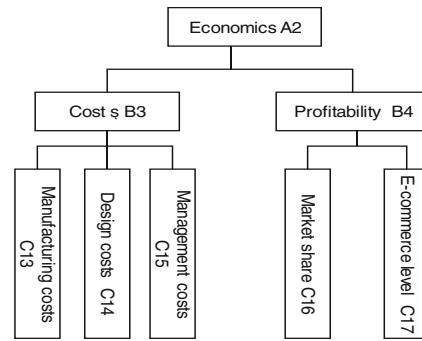 Economics A2
Costs B3
Profitability B4
Manufacturing costs
C13
Design costs C14
Management costs
C15
Market share C16
E-commerce level C17